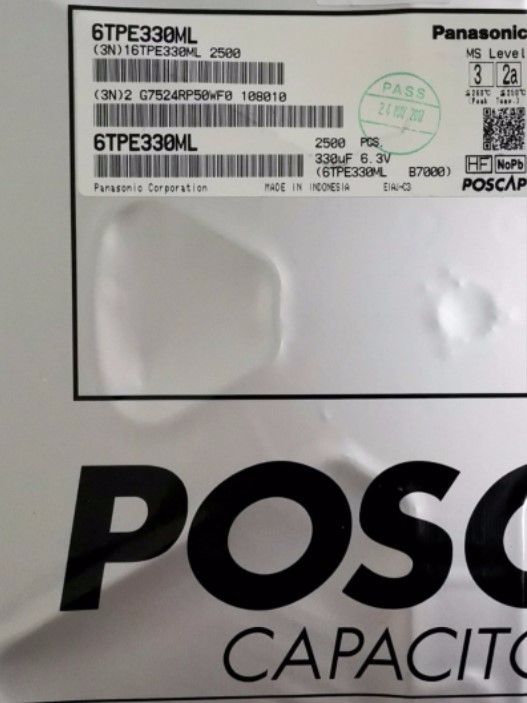 6TPE330ML
Panasonic
(3N)16TPE330ML 2500
MS Level
3 2a
(3N)2 G7524RP50WF0 108010
PASS
6TPE330ML
2500 PCS.
330uF 6.3V
(6TPE330ML B7000)
HF NoPb
Panasonic Corporation MADE IN INDONESIA EIAJ-C3
POSCAP
POSC
CAPACITO